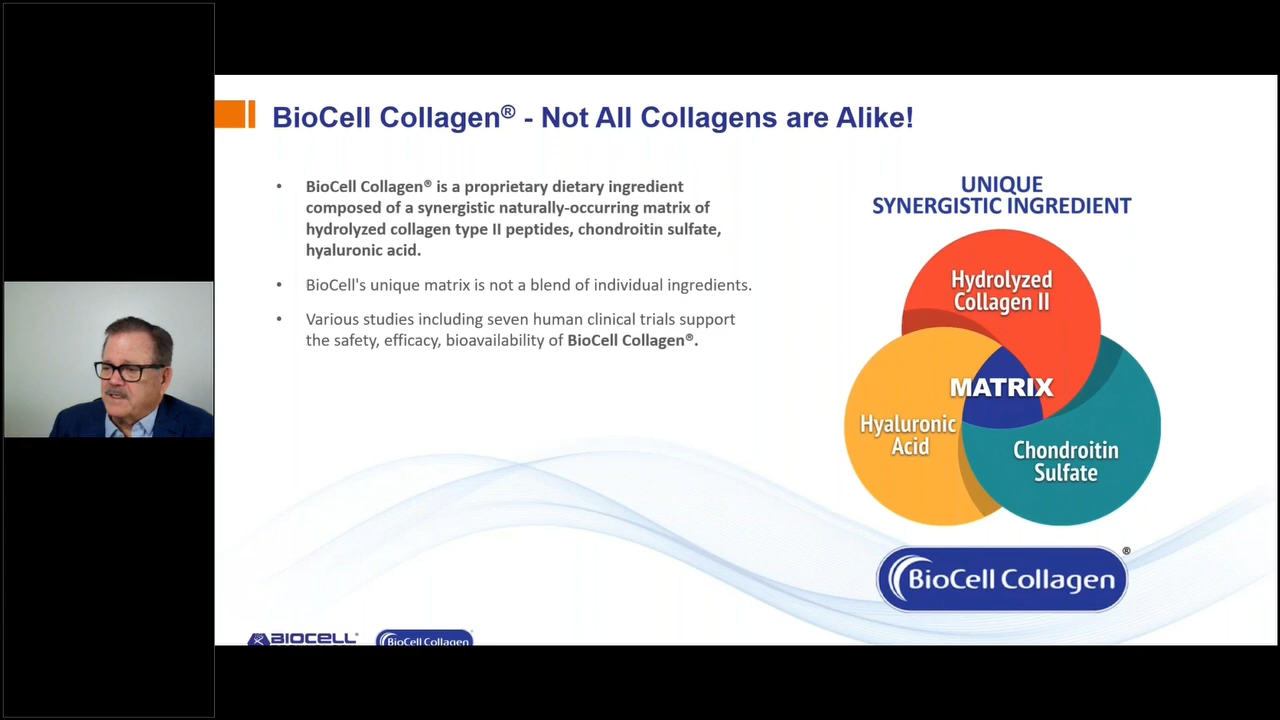 BioCell Collagen® - Not All Collagens are Alike!
• BioCell Collagen® is a proprietary dietary ingredient
composed of a synergistic naturally-occurring matrix of
hydrolyzed collagen type II peptides, chondroitin sulfate,
hyaluronic acid.
• BioCell's unique matrix is not a blend of individual ingredients.
• Various studies including seven human clinical trials support
the safety, efficacy, bioavailability of BioCell Collagen®.
UNIQUE
SYNERGISTIC INGREDIENT
Hydrolyzed
Collagen II
MATRIX
Hyaluronic
Acid
Chondroitin
Sulfate
BioCell Collagen®
BIOCELL®
BioCell Collagen